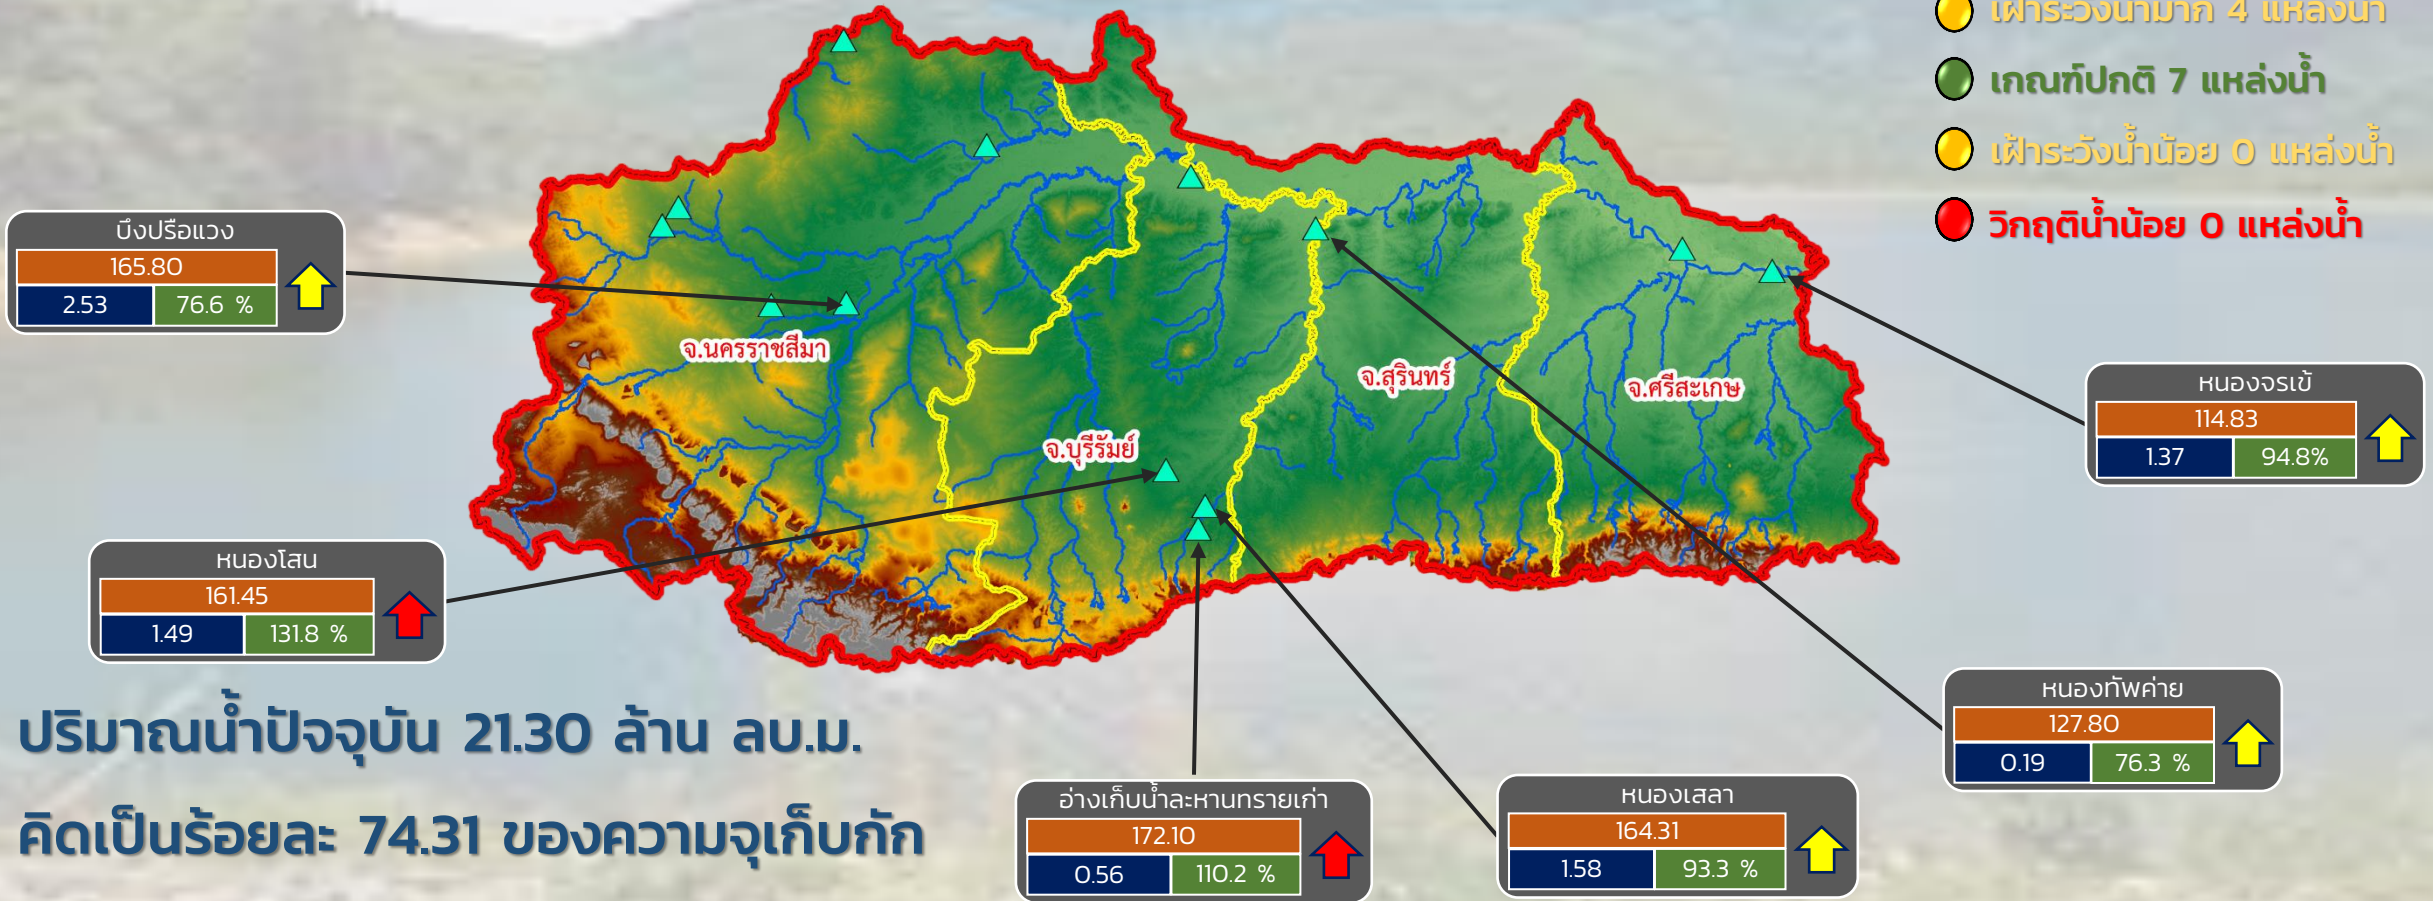 เฝ้าระวังน้ำมาก 4 แหล่งน้ำ
เกณฑ์ปกติ 7 แหล่งน้ำ
เฝ้าระวังน้ำน้อย 0 แหล่งน้ำ
วิกฤติน้ำน้อย 0 แหล่งน้ำ
บึงปรือแวง
165.80
2.53 76.6 %
จ.นครราชสีมา
จ.บุรีรัมย์
จ.สุรินทร์
จ.ศรีสะเกษ
หนองจรเข้
114.83
1.37 94.8%
หนองโสน
161.45
1.49 131.8 %
หนองทัพค่าย
127.80
0.19 76.3 %
ปริมาณน้ำปัจจุบัน 21.30 ล้าน ลบ.ม.
คิดเป็นร้อยละ 74.31 ของความจุเก็บกัก
อ่างเก็บน้ำละหานทรายเก่า
172.10
0.56 110.2 %
หนองเสลา
164.31
1.58 93.3 %